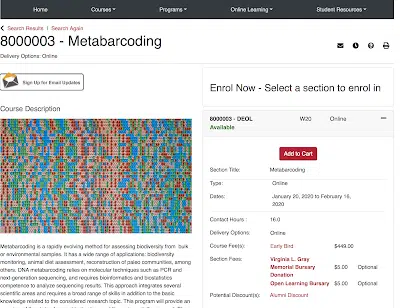 Home Courses Programs Online Learning Student Resources
Search Results | Search Again
8000003 - Metabarcoding
Delivery Options: Online
Sign Up for Email Updates
Course Description
Metabarcoding is a rapidly evolving method for assessing biodiversity from bulk
or environmental samples. It has a wide range of applications: biodiversity
monitoring, animal diet assessment, reconstruction of paleo communities, among
others. DNA metabarcoding relies on molecular techniques such as PCR and
next-generation sequencing, and requires bioinformatics and biostatistics
competence to analyze sequencing results. This approach integrates several
scientific areas and requires a broad range of skills in addition to the basic
knowledge related to the considered research topic. This program will provide an
Enrol Now - Select a section to enrol in
8000003 - DEOL W20 Online
Available
Add to Cart
Section Title: Metabarcoding
Type: Online
Dates: January 20, 2020 to February 16,
2020
Contact Hours 16.0
Delivery Options: Online
Course Fee(s): Early Bird $449.00
Section Fees: Virginia L. Gray
Memorial Bursary $5.00 Optional
Donation
Open Learning Bursary $5.00 Optional
Potential Discount(s): Alumni Discount